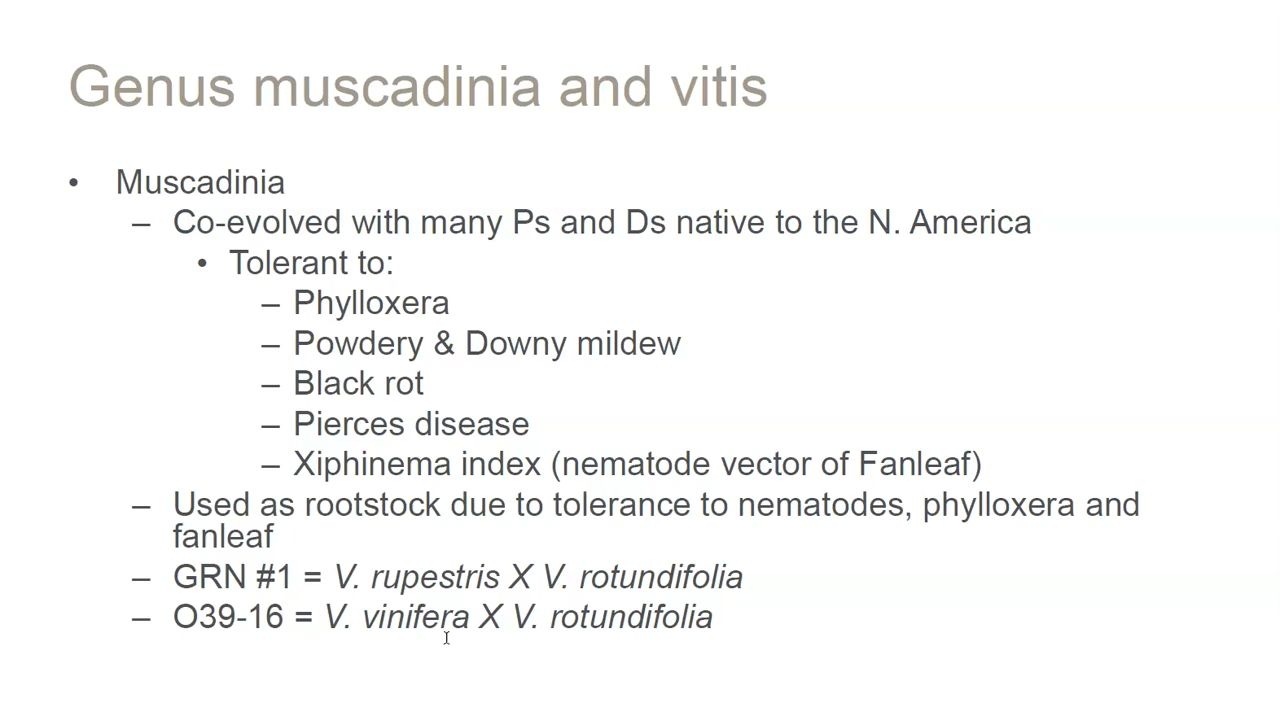 Genus muscadinia and vitis
• Muscadinia
– Co-evolved with many Ps and Ds native to the N. America
• Tolerant to:
– Phylloxera
– Powdery & Downy mildew
– Black rot
– Pierces disease
– Xiphinema index (nematode vector of Fanleaf)
– Used as rootstock due to tolerance to nematodes, phylloxera and
fanleaf
– GRN #1 = V. rupestris X V. rotundifolia
– O39-16 = V. vinifera X V. rotundifolia